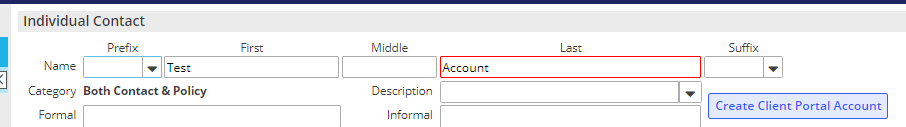 Individual Contact
Prefix First Middle Last Suffix
Name Test Account
Category Both Contact & Policy Description
Create Client Portal Account
Formal Informal